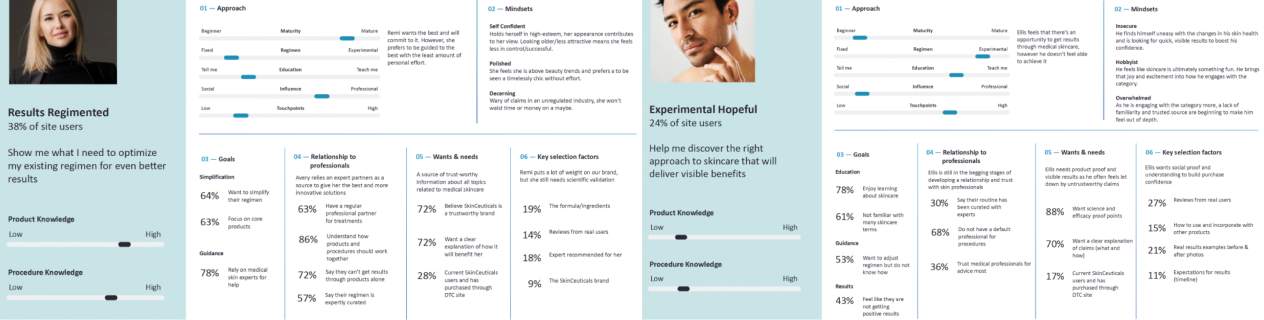 Results Regimented
38% of site users
Show me what I need to optimize
my existing regimen for even better
results
Product Knowledge
Low High
Procedure Knowledge
Low High
01 — Approach
Beginner Maturity Mature
Fixed Regimen Experimental
Tell me Education Teach me
Social Influence Professional
Low Touchpoints High
Remi wants the best and will
commit to it. However, she
prefers to be guided to the
best with the least amount of
personal effort.
02 — Mindsets
Self Confident
Holds herself in high-esteem, her appearance contributes
to her view. Looking older/less attractive means she feels
less in control/successful.
Polished
She feels she is above beauty trends and prefers a to be
seen a timelessly chic without effort.
Decerning
Wary of claims in an unregulated industry, she won't
waist time or money on a maybe.
03 — Goals
Simplification
64% Want to simplify
their regimen
63% Focus on core
products
Guidance
78% Rely on medical
skin experts for
help
04 — Relationship to
professionals
Avery relies on expert partners as a
source to give her the best and more
innovative solutions
63% Have a regular
professional partner
for treatments
86% Understand how
products and
procedures should work
together
72% Say they can't get results
through products alone
57% Say their regimen is
expertly curated
05 — Wants & needs
A source of trust-worthy
information about all topics
related to medical skincare
72% Believe SkinCeuticals is
a trustworthy brand
72% Want a clear
explanation of how it
will benefit her
28% Current SkinCeuticals
users and has
purchased through
DTC site
06 — Key selection factors
Remi puts a lot of weight on our brand,
but she still needs scientific validation
19% The formula/ingredients
14% Reviews from real users
18% Expert recommended for her
9% The SkinCeuticals brand
Experimental Hopeful
24% of site users
Help me discover the right
approach to skincare that will
deliver visible benefits
Product Knowledge
Low High
Procedure Knowledge
Low High
01 — Approach
Beginner Maturity Mature
Fixed Regimen Experimental
Tell me Education Teach me
Social Influence Professional
Low Touchpoints High
Ellis feels that there's an
opportunity to get results
through medical skincare,
however he doesn't feel able
to achieve it
02 — Mindsets
Insecure
He finds himself uneasy with the changes in his skin health
and is looking for quick, visible results to boost his
confidence.
Hobbyist
He feels like skincare is ultimately something fun. He brings
that joy and excitement into how he engages with the
category.
Overwhelmed
As he is engaging with the category more, a lack of
familiarity and trusted source are beginning to make him
feel out of depth.
03 — Goals
Education
78% Enjoy learning
about skincare
61% Not familiar with
many skincare
terms
Guidance
53% Want to adjust
regimen but do not
know how
Results
43% Feel like they are
not getting
positive results
04 — Relationship to
professionals
Ellis is still in the begging stages of
developing a relationship and trust
with skin professionals.
30% Say their routine has
been curated with
experts
68% Do not have a default
professional for
procedures
36% Trust medical professionals for
advice most
05 — Wants & needs
Ellis needs product proof and
visible results as he often feels let
down by untrustworthy claims
88% Want science and
efficacy proof points
70% Want a clear explanation
of claims (what and
how)
17% Current SkinCeuticals
users and has
purchased through
DTC site
06 — Key selection factors
Ellis wants social proof and
understanding to build purchase
confidence
27% Reviews from real users
15% How to use and incorporate with
other products
21% Real results examples before &
after photos
11% Expectations for results
(timeline)